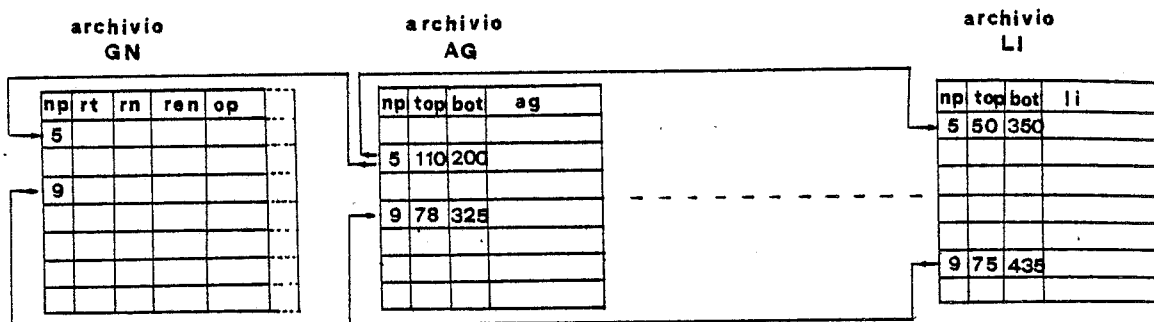 archivio
GN
archivio
AG
archivio
LI
np rt rn ren op
5
9
np top bot ag
5 110 200
9 78 325
np top bot li
5 50 350
9 75 435